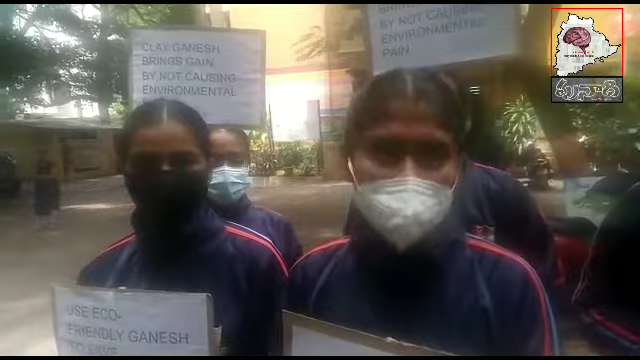 CLAY GANESH
BRINGS GAIN
BY NOT CAUSING
ENVIRONMENTAL
BY NOT CAUSING
ENVIRONMENTAL
PAIN
USE ECO-
FRIENDLY GANESH